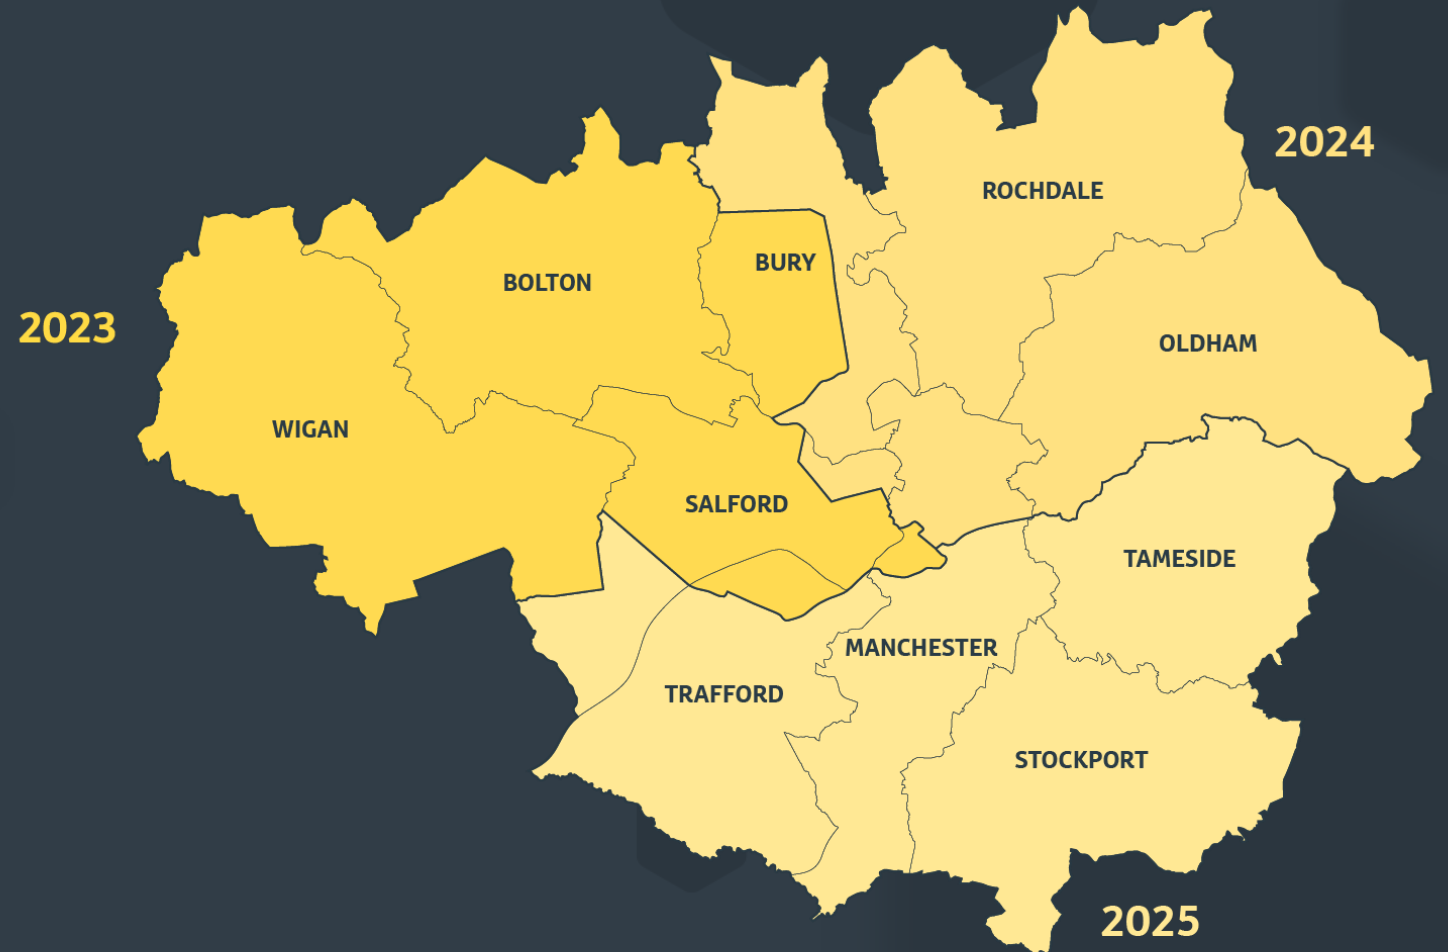 2024
ROCHDALE
BURY
BOLTON
2023
OLDHAM
WIGAN
SALFORD
TAMESIDE
MANCHESTER
TRAFFORD
STOCKPORT
2025